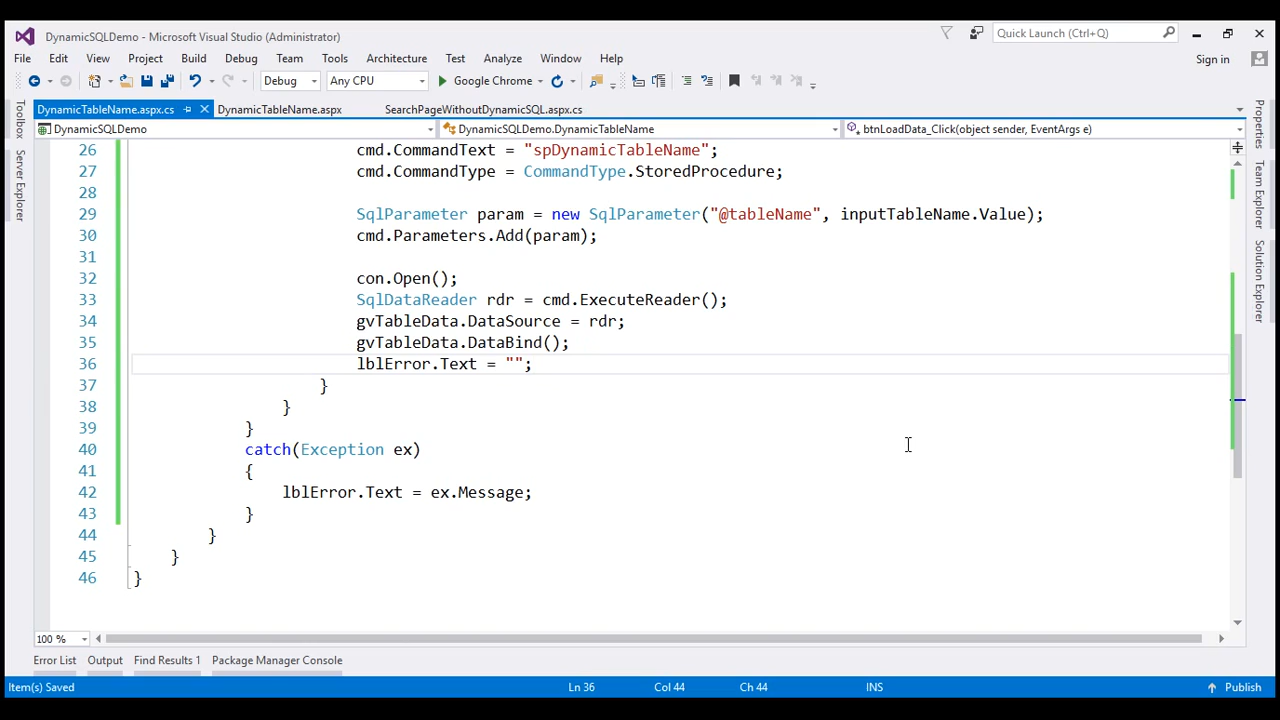 DynamicSQLDemo - Microsoft Visual Studio (Administrator)
Quick Launch (Ctrl+Q)
File Edit View Project Build Debug Team Tools Architecture Test Analyze Window Help
Sign in
Debug Any CPU Google Chrome
DynamicTableName.aspx.cs DynamicTableName.aspx SearchPageWithoutDynamicSQL.aspx.cs
DynamicSQLDemo DynamicSQLDemo.DynamicTableName btnLoadData_Click(object sender, EventArgs e)
Toolbox
Server Explorer
Properties
Team Explorer
Solution Explorer
26 cmd.CommandText = "spDynamicTableName";
27 cmd.CommandType = CommandType.StoredProcedure;
28
29 SqlParameter param = new SqlParameter("@tableName", inputTableName.Value);
30 cmd.Parameters.Add(param);
31
32 con.Open();
33 SqlDataReader rdr = cmd.ExecuteReader();
34 gvTableData.DataSource = rdr;
35 gvTableData.DataBind();
36 lblError.Text = "";
37 }
38 }
39 }
40 catch(Exception ex)
41 {
42 lblError.Text = ex.Message;
43 }
44 }
45 }
46 }
100 %
Error List Output Find Results 1 Package Manager Console
Item(s) Saved Ln 36 Col 44 Ch 44 INS Publish